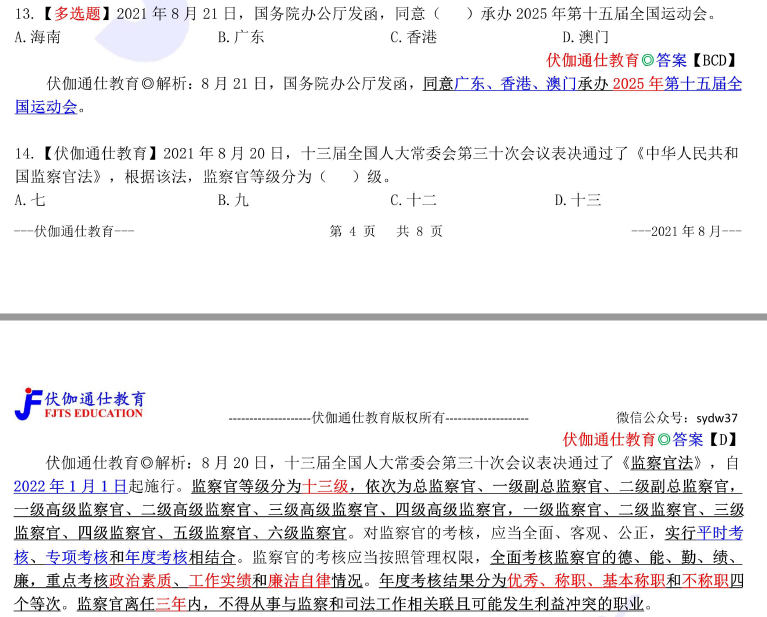 13.【多选题】2021 年 8 月 21 日，国务院办公厅发函，同意（  ）承办 2025 年第十五届全国运动会。
A.海南 B.广东 C.香港 D.澳门
伏伽通仕教育◎答案【BCD】
伏伽通仕教育◎解析：8 月 21 日，国务院办公厅发函，同意广东、香港、澳门承办 2025 年第十五届全
国运动会。
14.【伏伽通仕教育】2021 年 8 月 20 日，十三届全国人大常委会第三十次会议表决通过了《中华人民共和
国监察官法》，根据该法，监察官等级分为（  ）级。
A.七 B.九 C.十二 D.十三
---伏伽通仕教育--- 第 4 页 共 8 页 ---2021 年 8 月---
伏伽通仕教育
FJTS EDUCATION
--------------------伏伽通仕教育版权所有-------------------- 微信公众号：sydw37
伏伽通仕教育◎答案【D】
伏伽通仕教育◎解析：8 月 20 日，十三届全国人大常委会第三十次会议表决通过了《监察官法》，自
2022 年 1 月 1 日起施行。监察官等级分为十三级，依次为总监察官、一级副总监察官、二级副总监察官，
一级高级监察官、二级高级监察官、三级高级监察官、四级高级监察官，一级监察官、二级监察官、三级
监察官、四级监察官、五级监察官、六级监察官。对监察官的考核，应当全面、客观、公正，实行平时考
核、专项考核和年度考核相结合。监察官的考核应当按照管理权限，全面考核监察官的德、能、勤、绩、
廉，重点考核政治素质、工作实绩和廉洁自律情况。年度考核结果分为优秀、称职、基本称职和不称职四
个等次。监察官离任三年内，不得从事与监察和司法工作相关联且可能发生利益冲突的职业。